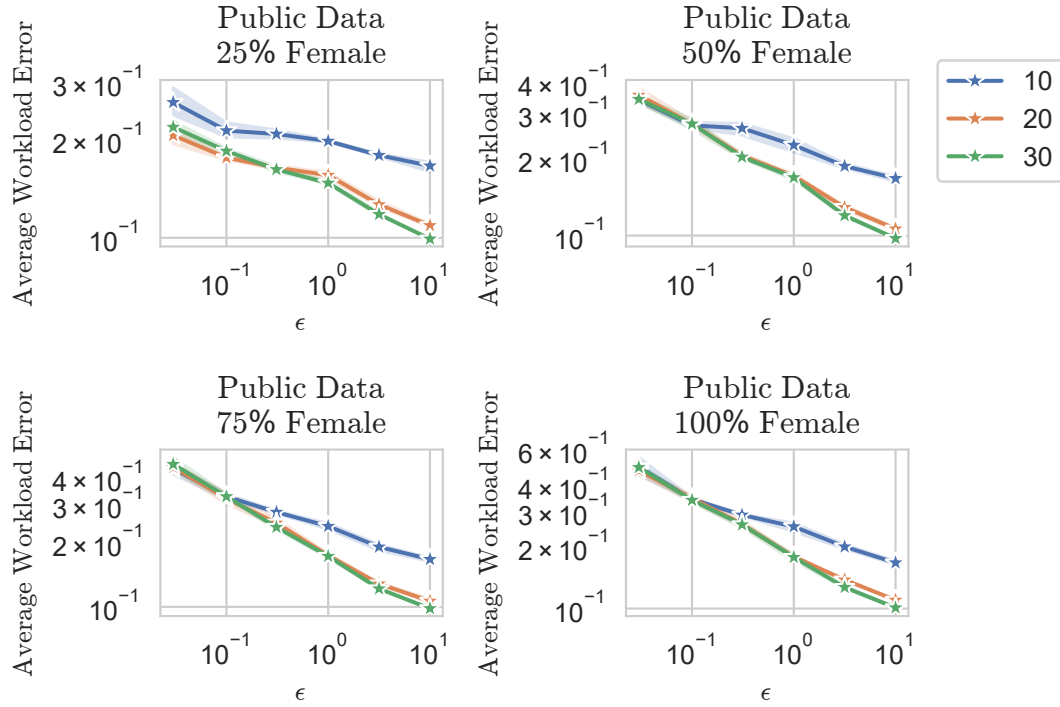 Public Data
25% Female
Average Workload Error
3 × 10⁻¹
2 × 10⁻¹
10⁻¹
10⁻¹ 10⁰ 10¹
ϵ
Public Data
50% Female
Average Workload Error
4 × 10⁻¹
3 × 10⁻¹
2 × 10⁻¹
10⁻¹
10⁻¹ 10⁰ 10¹
ϵ
10
20
30
Public Data
75% Female
Average Workload Error
4 × 10⁻¹
3 × 10⁻¹
2 × 10⁻¹
10⁻¹
10⁻¹ 10⁰ 10¹
ϵ
Public Data
100% Female
Average Workload Error
6 × 10⁻¹
4 × 10⁻¹
3 × 10⁻¹
2 × 10⁻¹
10⁻¹
10⁻¹ 10⁰ 10¹
ϵ